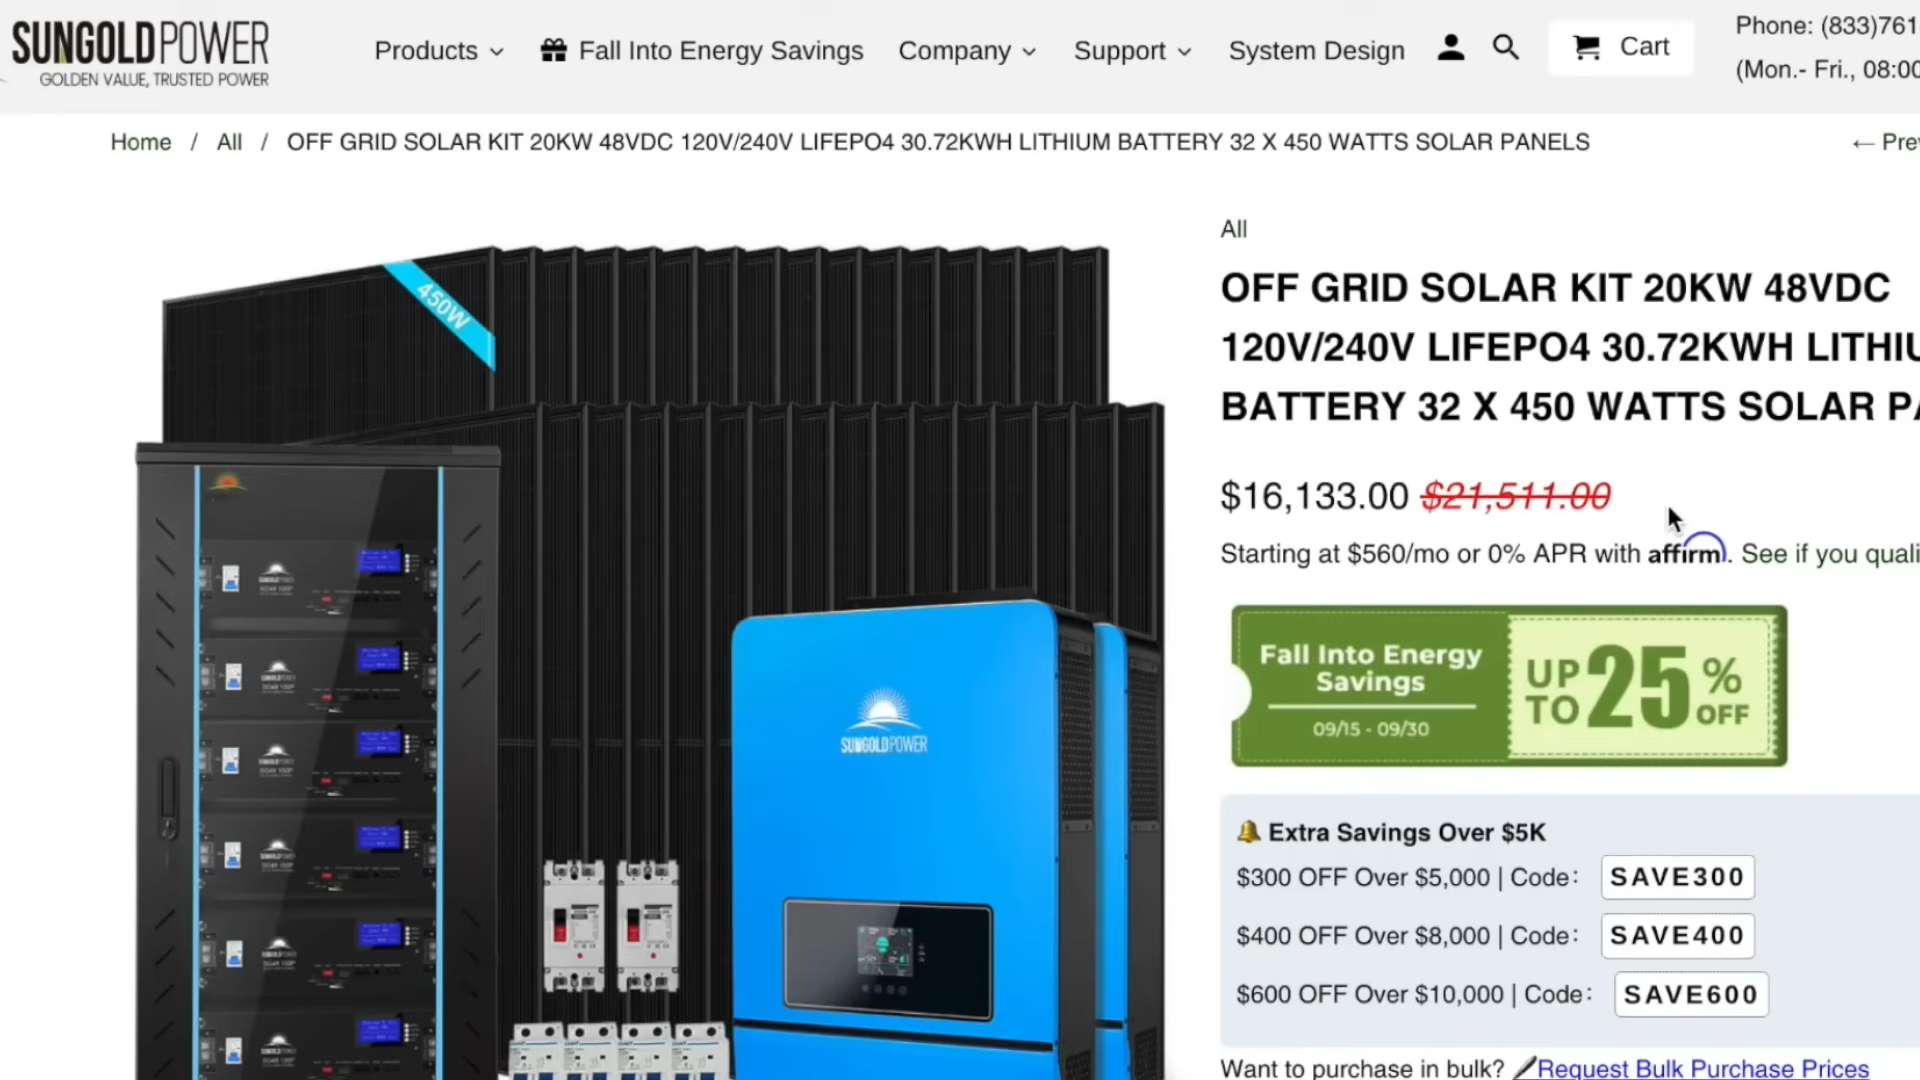 SUNGOLDPOWER
GOLDEN VALUE, TRUSTED POWER
Products
Fall Into Energy Savings
Company
Support
System Design
Cart
Phone: (833)761
(Mon.- Fri., 08:00
Home / All / OFF GRID SOLAR KIT 20KW 48VDC 120V/240V LIFEPO4 30.72KWH LITHIUM BATTERY 32 X 450 WATTS SOLAR PANELS
← Prev
450W
SUNGOLDPOWER
All
OFF GRID SOLAR KIT 20KW 48VDC
120V/240V LIFEPO4 30.72KWH LITHIU
BATTERY 32 X 450 WATTS SOLAR PA
$16,133.00 $21,511.00
Starting at $560/mo or 0% APR with affirm. See if you quali
Fall Into Energy
Savings
09/15 - 09/30
UP TO 25% OFF
Extra Savings Over $5K
$300 OFF Over $5,000 | Code: SAVE300
$400 OFF Over $8,000 | Code: SAVE400
$600 OFF Over $10,000 | Code: SAVE600
Want to purchase in bulk? Request Bulk Purchase Prices